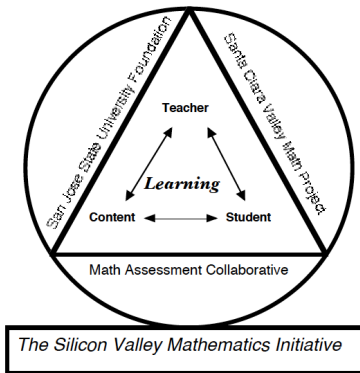 San Jose State University Foundation
Santa Clara Valley Math Project
Teacher
Learning
Content
Student
Math Assessment Collaborative
The Silicon Valley Mathematics Initiative